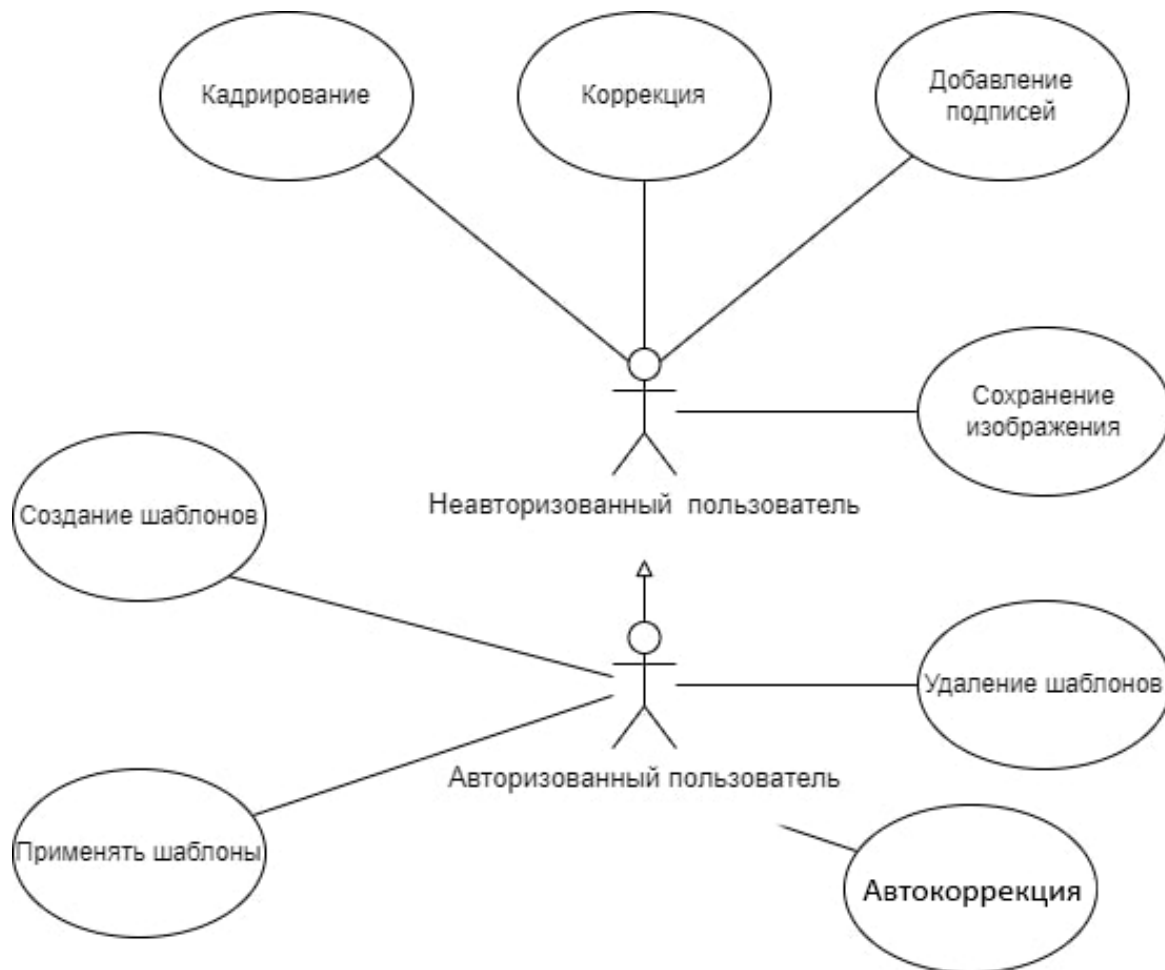 Кадрирование
Коррекция
Добавление
подписей
Сохранение
изображения
Неавторизованный пользователь
Создание шаблонов
Удаление шаблонов
Авторизованный пользователь
Применять шаблоны
Автокоррекция